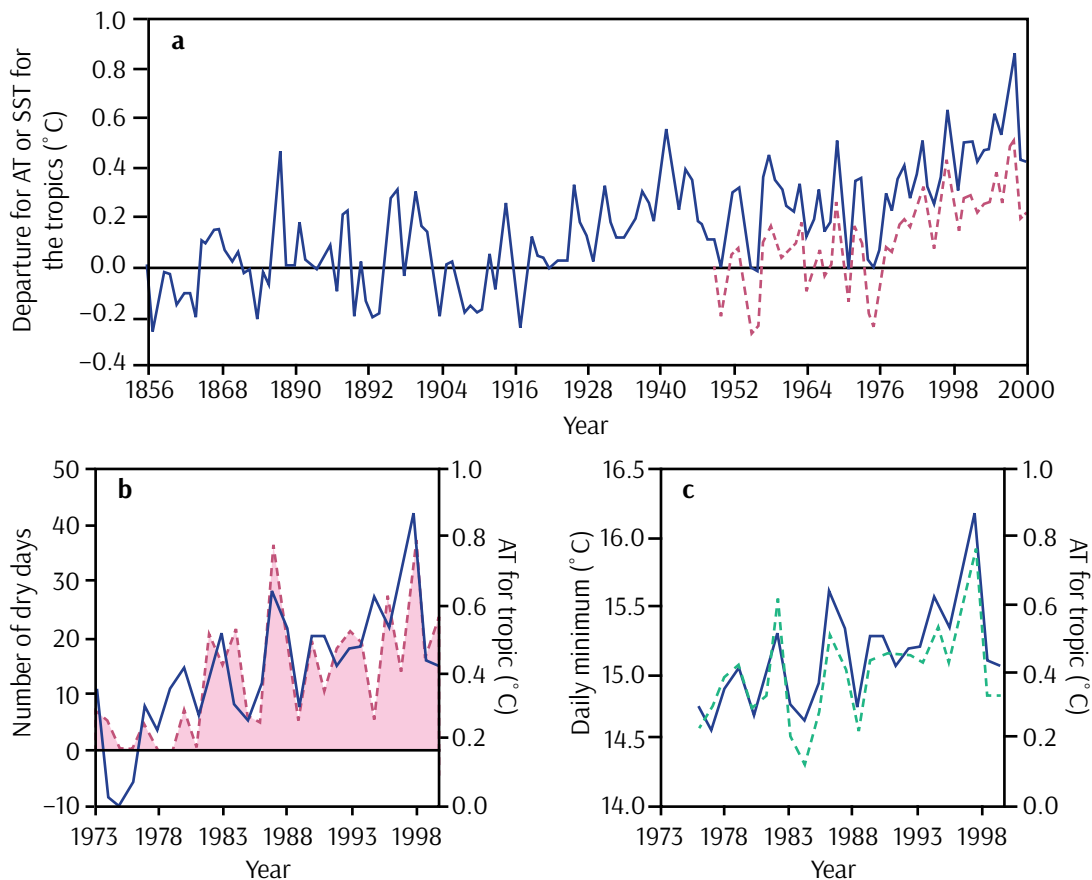 a
Departure for AT or SST for
the tropics (˚C)
1.0
0.8
0.6
0.4
0.2
0.0
−0.2
−0.4
1856 1868 1890 1892 1904 1916 1928 1940 1952 1964 1976 1998 2000
Year
b
Number of dry days
50
40
30
20
10
0
−10
1.0
0.8
0.6
0.4
0.2
0.0
AT for tropic (˚C)
1973 1978 1983 1988 1993 1998
Year
c
Daily minimum (˚C)
16.5
16.0
15.5
15.0
14.5
14.0
1.0
0.8
0.6
0.4
0.2
0.0
AT for tropic (˚C)
1973 1978 1983 1988 1993 1998
Year